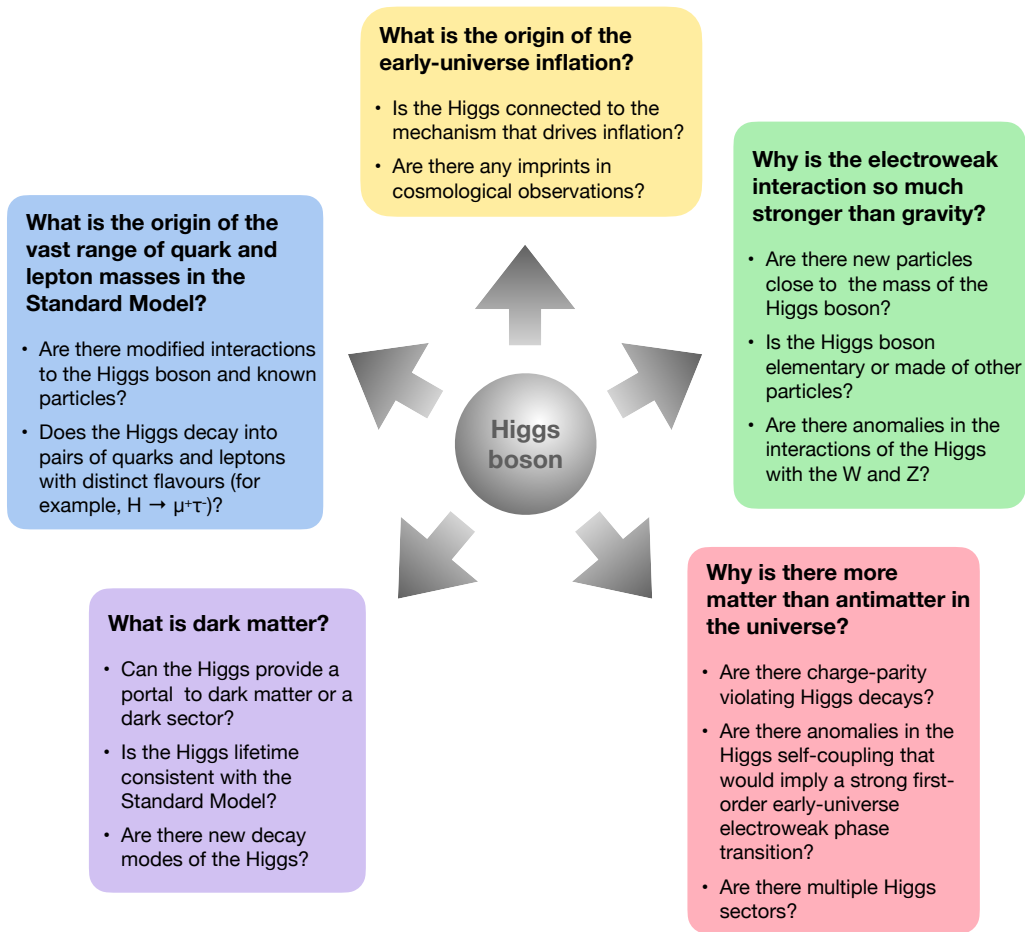 What is the origin of the
early-universe inflation?
• Is the Higgs connected to the
mechanism that drives inflation?
• Are there any imprints in
cosmological observations?
Why is the electroweak
interaction so much
stronger than gravity?
• Are there new particles
close to the mass of the
Higgs boson?
• Is the Higgs boson
elementary or made of other
particles?
• Are there anomalies in the
interactions of the Higgs
with the W and Z?
What is the origin of the
vast range of quark and
lepton masses in the
Standard Model?
• Are there modified interactions
to the Higgs boson and known
particles?
• Does the Higgs decay into
pairs of quarks and leptons
with distinct flavours (for
example, H → μ⁺τ⁻)?
Higgs
boson
What is dark matter?
• Can the Higgs provide a
portal to dark matter or a
dark sector?
• Is the Higgs lifetime
consistent with the
Standard Model?
• Are there new decay
modes of the Higgs?
Why is there more
matter than antimatter in
the universe?
• Are there charge-parity
violating Higgs decays?
• Are there anomalies in the
Higgs self-coupling that
would imply a strong first-
order early-universe
electroweak phase
transition?
• Are there multiple Higgs
sectors?